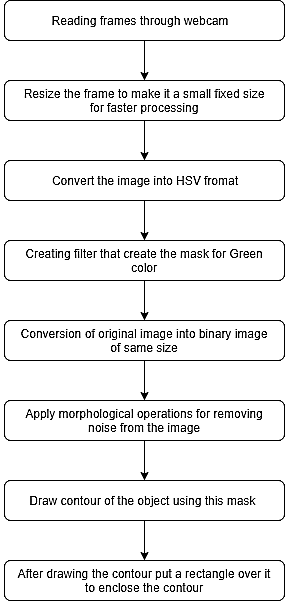 Reading frames through webcam
Resize the frame to make it a small fixed size
for faster processing
Convert the image into HSV fromat
Creating filter that create the mask for Green
color
Conversion of original image into binary image
of same size
Apply morphological operations for removing
noise from the image
Draw contour of the object using this mask
After drawing the contour put a rectangle over it
to enclose the contour